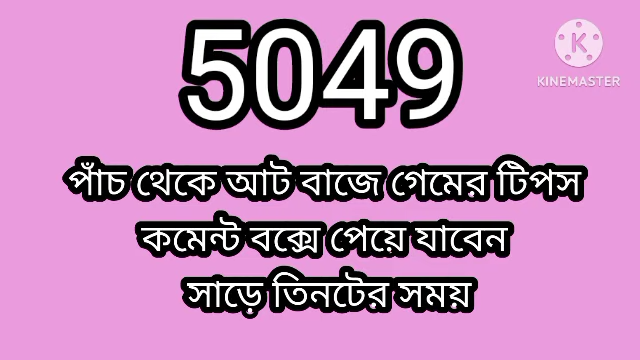 5049
KINEMASTER
পাঁচ থেকে আট বাজে গেমের টিপস
কমেন্ট বক্সে পেয়ে যাবেন
সাড়ে তিনটের সময়